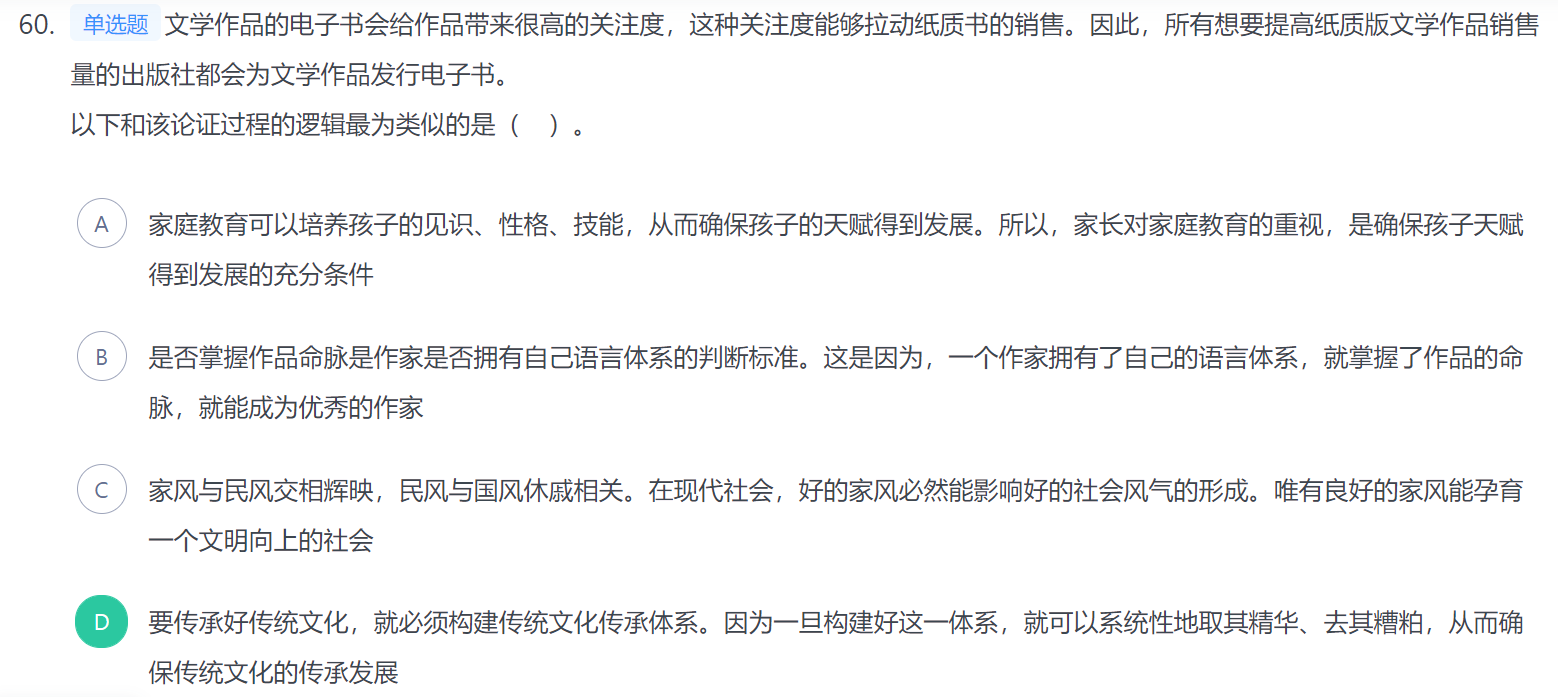 60. 单选题 文学作品的电子书会给作品带来很高的关注度，这种关注度能够拉动纸质书的销售。因此，所有想要提高纸质版文学作品销售
量的出版社都会为文学作品发行电子书。
以下和该论证过程的逻辑最为类似的是（　）。
A 家庭教育可以培养孩子的见识、性格、技能，从而确保孩子的天赋得到发展。所以，家长对家庭教育的重视，是确保孩子天赋
得到发展的充分条件
B 是否掌握作品命脉是作家是否拥有自己语言体系的判断标准。这是因为，一个作家拥有了自己的语言体系，就掌握了作品的命
脉，就能成为优秀的作家
C 家风与民风交相辉映，民风与国风休戚相关。在现代社会，好的家风必然能影响好的社会风气的形成。唯有良好的家风能孕育
一个文明向上的社会
D 要传承好传统文化，就必须构建传统文化传承体系。因为一旦构建好这一体系，就可以系统性地取其精华、去其糟粕，从而确
保传统文化的传承发展